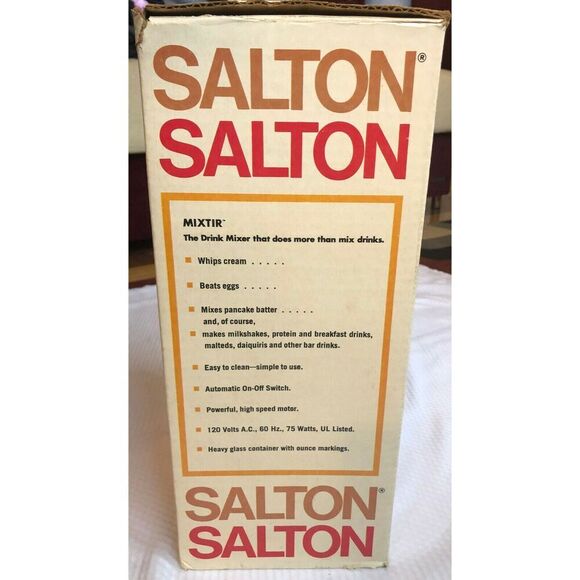 SALTON®
SALTON
MIXTIR™
The Drink Mixer that does more than mix drinks.
■ Whips cream . . . . .
■ Beats eggs . . . . .
■ Mixes pancake batter . . . . .
and, of course,
■ makes milkshakes, protein and breakfast drinks,
malteds, daiquiris and other bar drinks.
■ Easy to clean—simple to use.
■ Automatic On-Off Switch.
■ Powerful, high speed motor.
■ 120 Volts A.C., 60 Hz., 75 Watts, UL Listed.
■ Heavy glass container with ounce markings.
SALTON®
SALTON